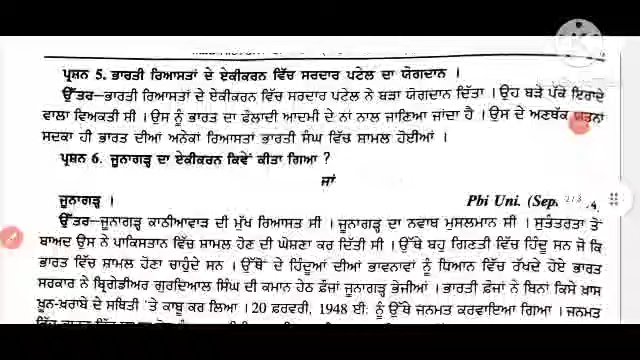 ਪ੍ਰਸ਼ਨ 5. ਭਾਰਤੀ ਰਿਆਸਤਾਂ ਦੇ ਏਕੀਕਰਨ ਵਿੱਚ ਸਰਦਾਰ ਪਟੇਲ ਦਾ ਯੋਗਦਾਨ ।
ਉੱਤਰ–ਭਾਰਤੀ ਰਿਆਸਤਾਂ ਦੇ ਏਕੀਕਰਨ ਵਿੱਚ ਸਰਦਾਰ ਪਟੇਲ ਨੇ ਬੜਾ ਯੋਗਦਾਨ ਦਿੱਤਾ । ਉਹ ਬੜੇ ਪੱਕੇ ਇਰਾਦੇ
ਵਾਲਾ ਵਿਅਕਤੀ ਸੀ । ਉਸ ਨੂੰ ਭਾਰਤ ਦਾ ਫੌਲਾਦੀ ਆਦਮੀ ਦੇ ਨਾਂ ਨਾਲ ਜਾਣਿਆ ਜਾਂਦਾ ਹੈ । ਉਸ ਦੇ ਅਣਥੱਕ ਯਤਨਾਂ
ਸਦਕਾ ਹੀ ਭਾਰਤ ਦੀਆਂ ਅਨੇਕਾਂ ਰਿਆਸਤਾਂ ਭਾਰਤੀ ਸੰਘ ਵਿੱਚ ਸ਼ਾਮਲ ਹੋਈਆਂ ।
ਪ੍ਰਸ਼ਨ 6. ਜੂਨਾਗੜ੍ਹ ਦਾ ਏਕੀਕਰਨ ਕਿਵੇਂ ਕੀਤਾ ਗਿਆ ?
ਜਾਂ
ਜੂਨਾਗੜ੍ਹ । Pbi Uni. (Sep
ਉੱਤਰ–ਜੂਨਾਗੜ੍ਹ ਕਾਠੀਆਵਾੜ ਦੀ ਮੁੱਖ ਰਿਆਸਤ ਸੀ । ਜੂਨਾਗੜ੍ਹ ਦਾ ਨਵਾਬ ਮੁਸਲਮਾਨ ਸੀ । ਸੁਤੰਤਰਤਾ ਤੋਂ
ਬਾਅਦ ਉਸ ਨੇ ਪਾਕਿਸਤਾਨ ਵਿੱਚ ਸ਼ਾਮਲ ਹੋਣ ਦੀ ਘੋਸ਼ਣਾ ਕਰ ਦਿੱਤੀ ਸੀ । ਉੱਥੇ ਬਹੁ ਗਿਣਤੀ ਵਿੱਚ ਹਿੰਦੂ ਸਨ ਜੋ ਕਿ
ਭਾਰਤ ਵਿੱਚ ਸ਼ਾਮਲ ਹੋਣਾ ਚਾਹੁੰਦੇ ਸਨ । ਉੱਥੋਂ ਦੇ ਹਿੰਦੂਆਂ ਦੀਆਂ ਭਾਵਨਾਵਾਂ ਨੂੰ ਧਿਆਨ ਵਿੱਚ ਰੱਖਦੇ ਹੋਏ ਭਾਰਤ
ਸਰਕਾਰ ਨੇ ਬ੍ਰਿਗੇਡੀਅਰ ਗੁਰਦਿਆਲ ਸਿੰਘ ਦੀ ਕਮਾਨ ਹੇਠ ਫ਼ੌਜਾਂ ਜੂਨਾਗੜ੍ਹ ਭੇਜੀਆਂ । ਭਾਰਤੀ ਫ਼ੌਜਾਂ ਨੇ ਬਿਨਾਂ ਕਿਸੇ ਖ਼ਾਸ
ਖੂਨ-ਖ਼ਰਾਬੇ ਦੇ ਸਥਿਤੀ 'ਤੇ ਕਾਬੂ ਕਰ ਲਿਆ । 20 ਫਰਵਰੀ, 1948 ਈ: ਨੂੰ ਉੱਥੇ ਜਨਮਤ ਕਰਵਾਇਆ ਗਿਆ । ਜਨਮਤ